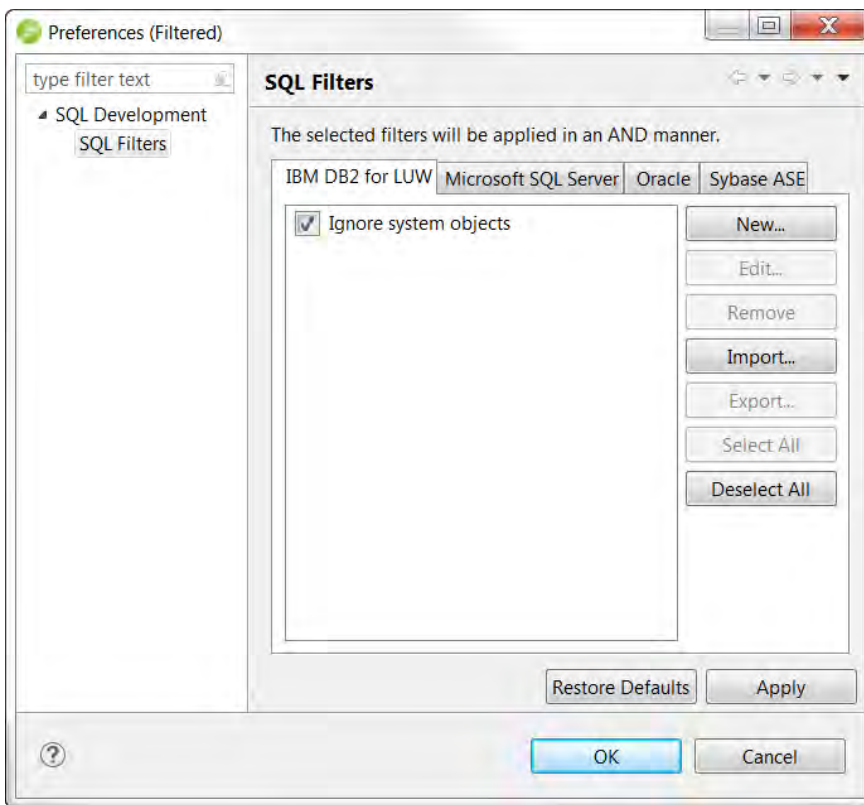 Preferences (Filtered)
type filter text
SQL Development
SQL Filters
SQL Filters
The selected filters will be applied in an AND manner.
IBM DB2 for LUW
Microsoft SQL Server
Oracle
Sybase ASE
Ignore system objects
New...
Edit...
Remove
Import...
Export...
Select All
Deselect All
Restore Defaults
Apply
?
OK
Cancel